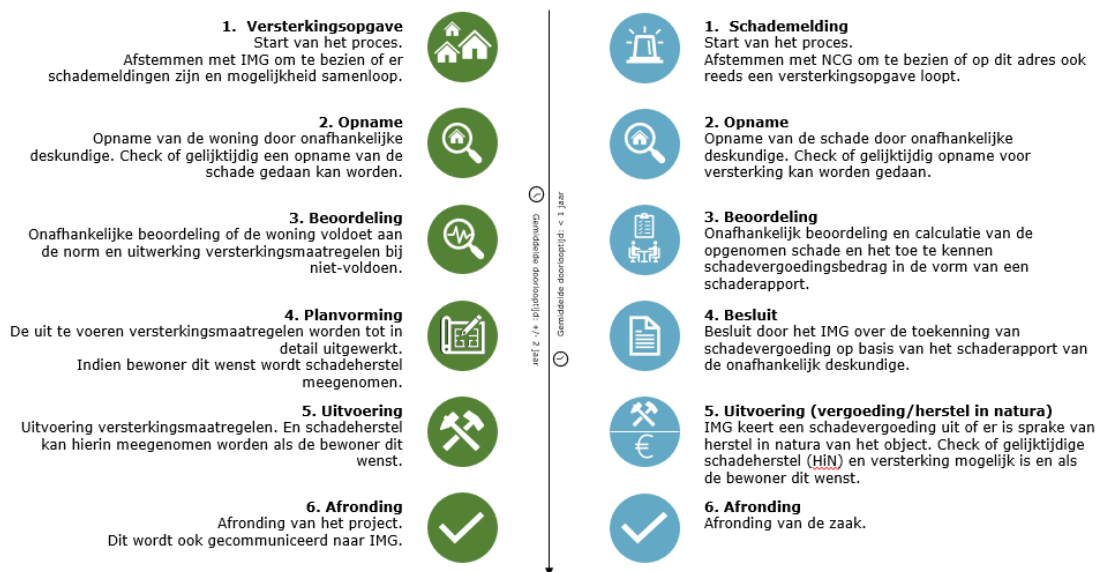 1. Versterkingsopgave
Start van het proces.
Afstemmen met IMG om te bezien of er
schademeldingen zijn en mogelijkheid samenloop.
2. Opname
Opname van de woning door onafhankelijke
deskundige. Check of gelijktijdig een opname van de
schade gedaan kan worden.
3. Beoordeling
Onafhankelijke beoordeling of de woning voldoet aan
de norm en uitwerking versterkingsmaatregelen bij
niet-voldoen.
4. Planvorming
De uit te voeren versterkingsmaatregelen worden tot in
detail uitgewerkt.
Indien bewoner dit wenst wordt schadeherstel
meegenomen.
5. Uitvoering
Uitvoering versterkingsmaatregelen. En schadeherstel
kan hierin meegenomen worden als de bewoner dit
wenst.
6. Afronding
Afronding van het project.
Dit wordt ook gecommuniceerd naar IMG.
Gemiddelde doorlooptijd: +/- 2 jaar
Gemiddelde doorlooptijd: < 1 jaar
1. Schademelding
Start van het proces.
Afstemmen met NCG om te bezien of op dit adres ook
reeds een versterkingsopgave loopt.
2. Opname
Opname van de schade door onafhankelijke
deskundige. Check of gelijktijdig opname voor
versterking kan worden gedaan.
3. Beoordeling
Onafhankelijk beoordeling en calculatie van de
opgenomen schade en het toe te kennen
schadevergoedingsbedrag in de vorm van een
schaderapport.
4. Besluit
Besluit door het IMG over de toekenning van
schadevergoeding op basis van het schaderapport van
de onafhankelijk deskundige.
5. Uitvoering (vergoeding/herstel in natura)
IMG keert een schadevergoeding uit of er is sprake van
herstel in natura van het object. Check of gelijktijdige
schadeherstel (HiN) en versterking mogelijk is en als
de bewoner dit wenst.
6. Afronding
Afronding van de zaak.